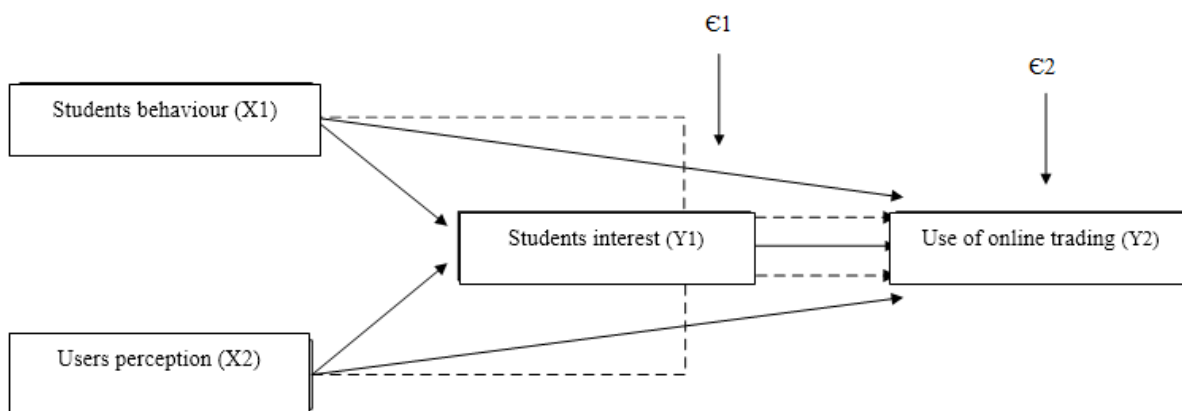 Є1
Є2
Students behaviour (X1)
Students interest (Y1)
Use of online trading (Y2)
Users perception (X2)